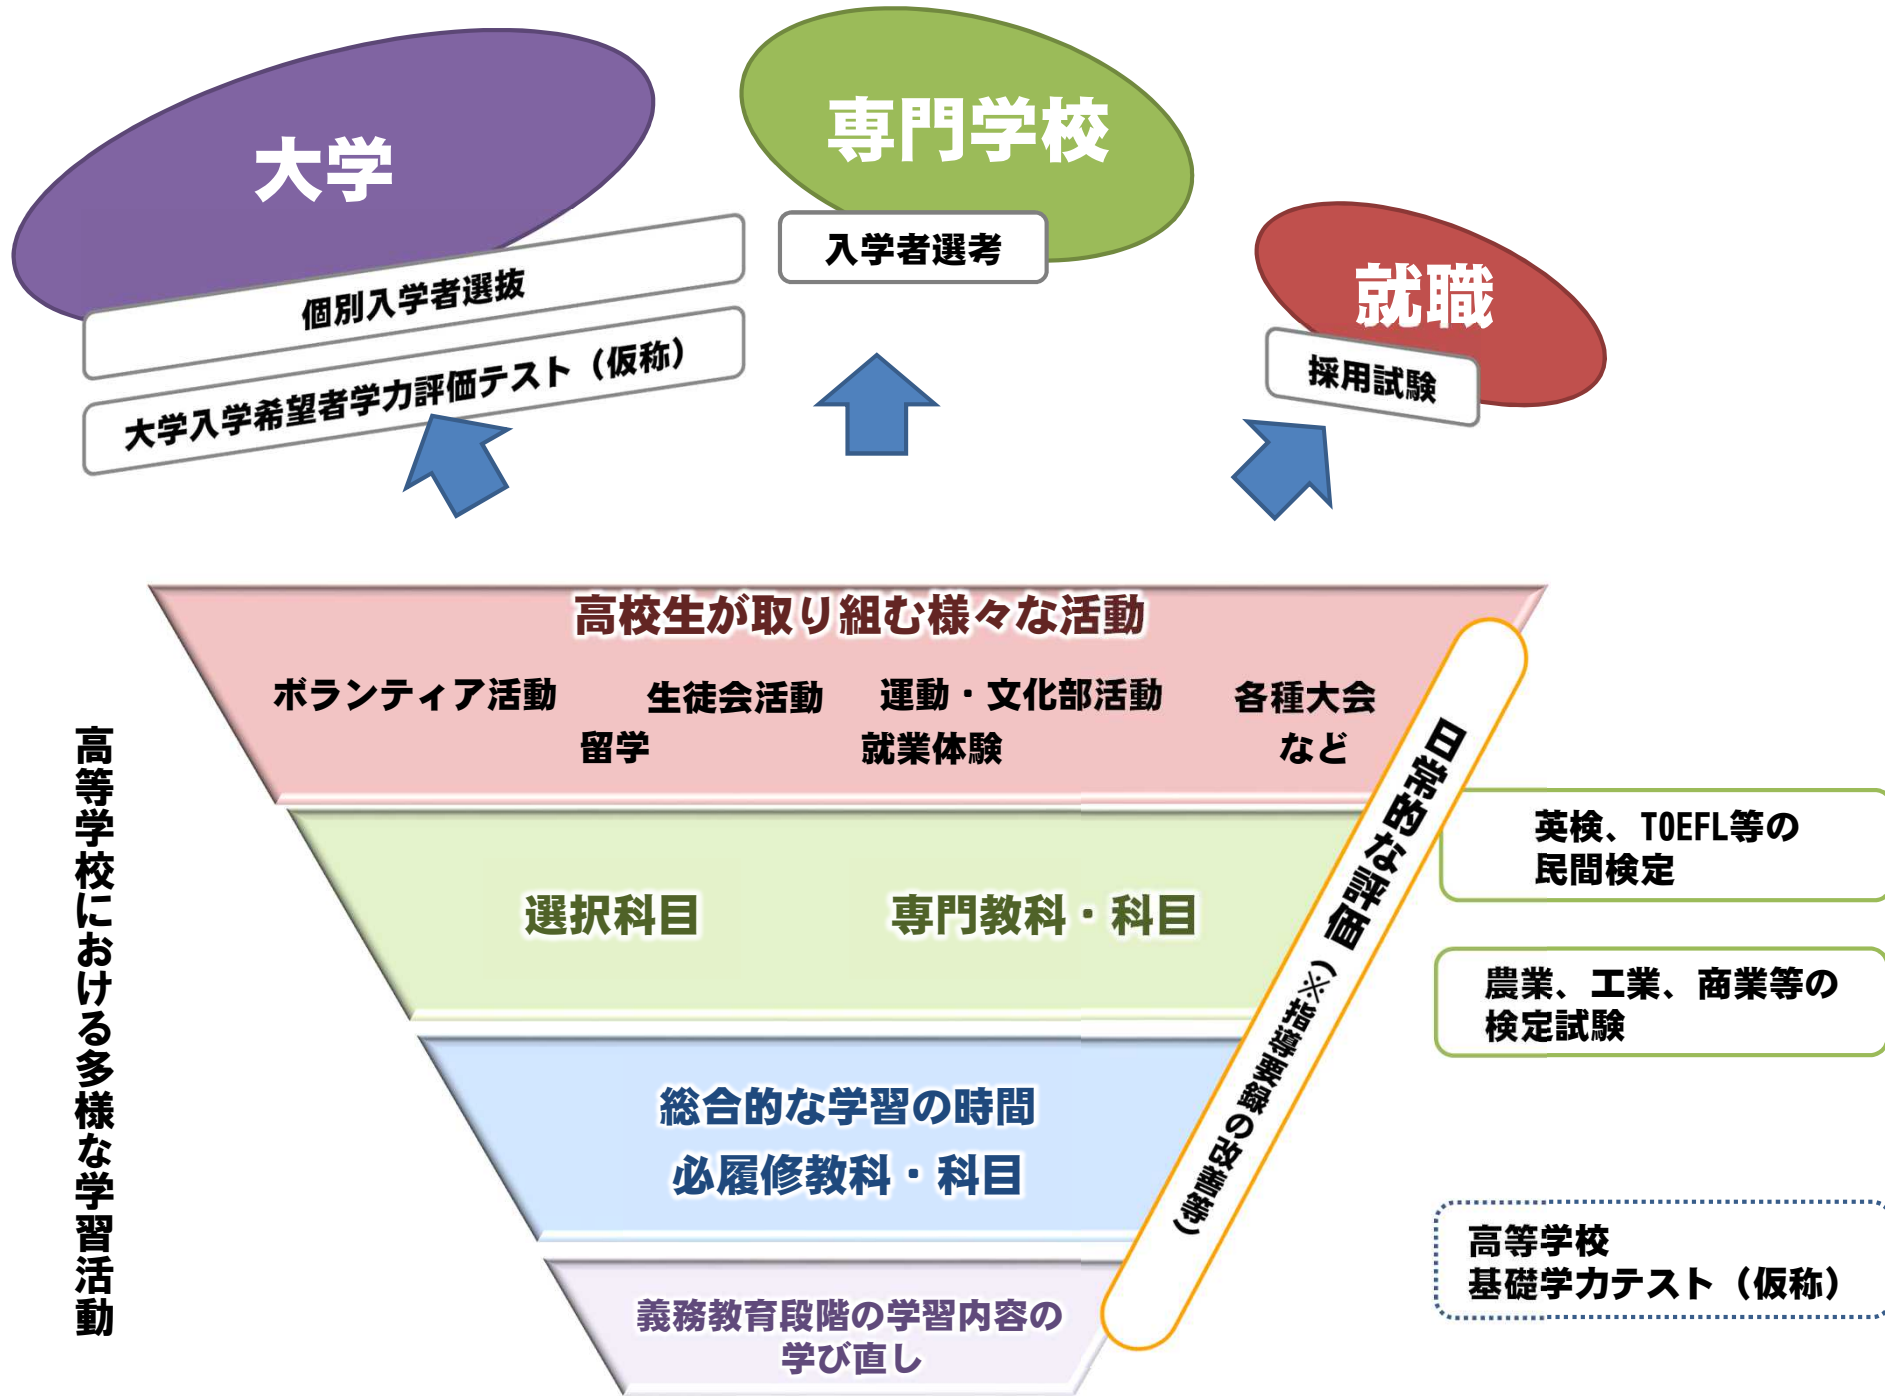 大学
個別入学者選抜
大学入学希望者学力評価テスト（仮称）
専門学校
入学者選考
就職
採用試験
高等学校における多様な学習活動
高校生が取り組む様々な活動
ボランティア活動
生徒会活動
運動・文化部活動
各種大会
留学
就業体験
など
選択科目
専門教科・科目
総合的な学習の時間
必履修教科・科目
義務教育段階の学習内容の
学び直し
日常的な評価（※指導要録の改善等）
英検、TOEFL等の
民間検定
農業、工業、商業等の
検定試験
高等学校
基礎学力テスト（仮称）